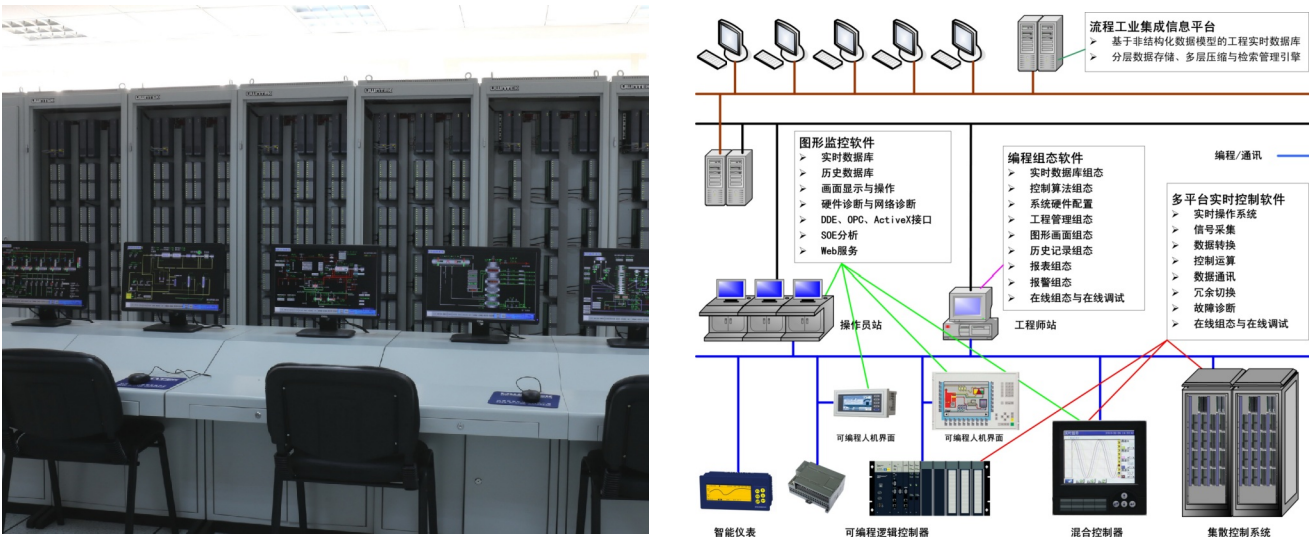 流程工业集成信息平台
➢ 基于非结构化数据模型的工程实时数据库
➢ 分层数据存储、多层压缩与检索管理引擎
图形监控软件
➢ 实时数据库
➢ 历史数据库
➢ 画面显示与操作
➢ 硬件诊断与网络诊断
➢ DDE、OPC、ActiveX接口
➢ SOE分析
➢ Web服务
编程组态软件
➢ 实时数据库组态
➢ 控制算法组态
➢ 系统硬件配置
➢ 工程管理组态
➢ 图形画面组态
➢ 历史记录组态
➢ 报表组态
➢ 报警组态
➢ 在线组态与在线调试
编程/通讯
多平台实时控制软件
➢ 实时操作系统
➢ 信号采集
➢ 数据转换
➢ 控制运算
➢ 数据通讯
➢ 冗余切换
➢ 故障诊断
➢ 在线组态与在线调试
操作员站
工程师站
可编程人机界面
可编程人机界面
智能仪表
可编程逻辑控制器
混合控制器
集散控制系统